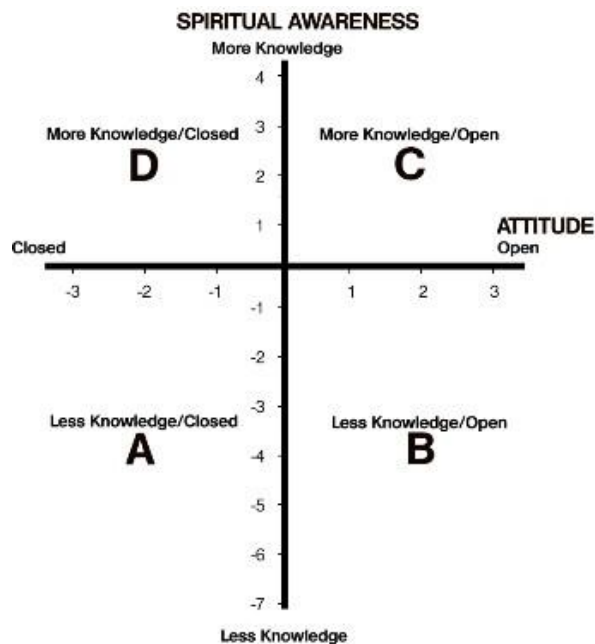 SPIRITUAL AWARENESS
More Knowledge
4
More Knowledge/Closed
3
More Knowledge/Open
D
2
C
1
ATTITUDE
Closed
Open
-3
-2
-1
1
2
3
-1
-2
-3
Less Knowledge/Closed
Less Knowledge/Open
A
-4
B
-5
-6
-7
Less Knowledge